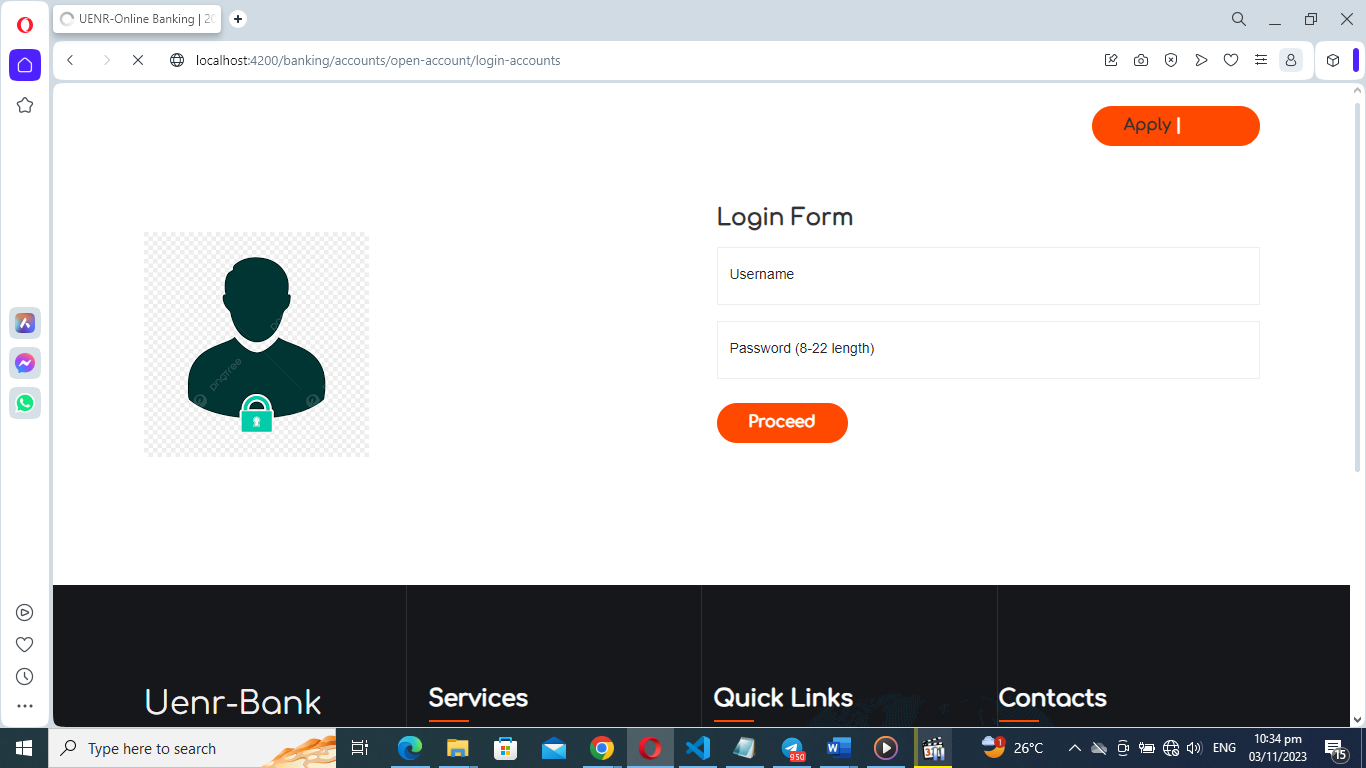 UENR-Online Banking | 20
localhost:4200/banking/accounts/open-account/login-accounts
Apply |
Login Form
Username
Password (8-22 length)
Proceed
pngtree
Uenr-Bank
Services
Quick Links
Contacts
Type here to search
950
1
26°C
ENG
10:34 pm
03/11/2023
15